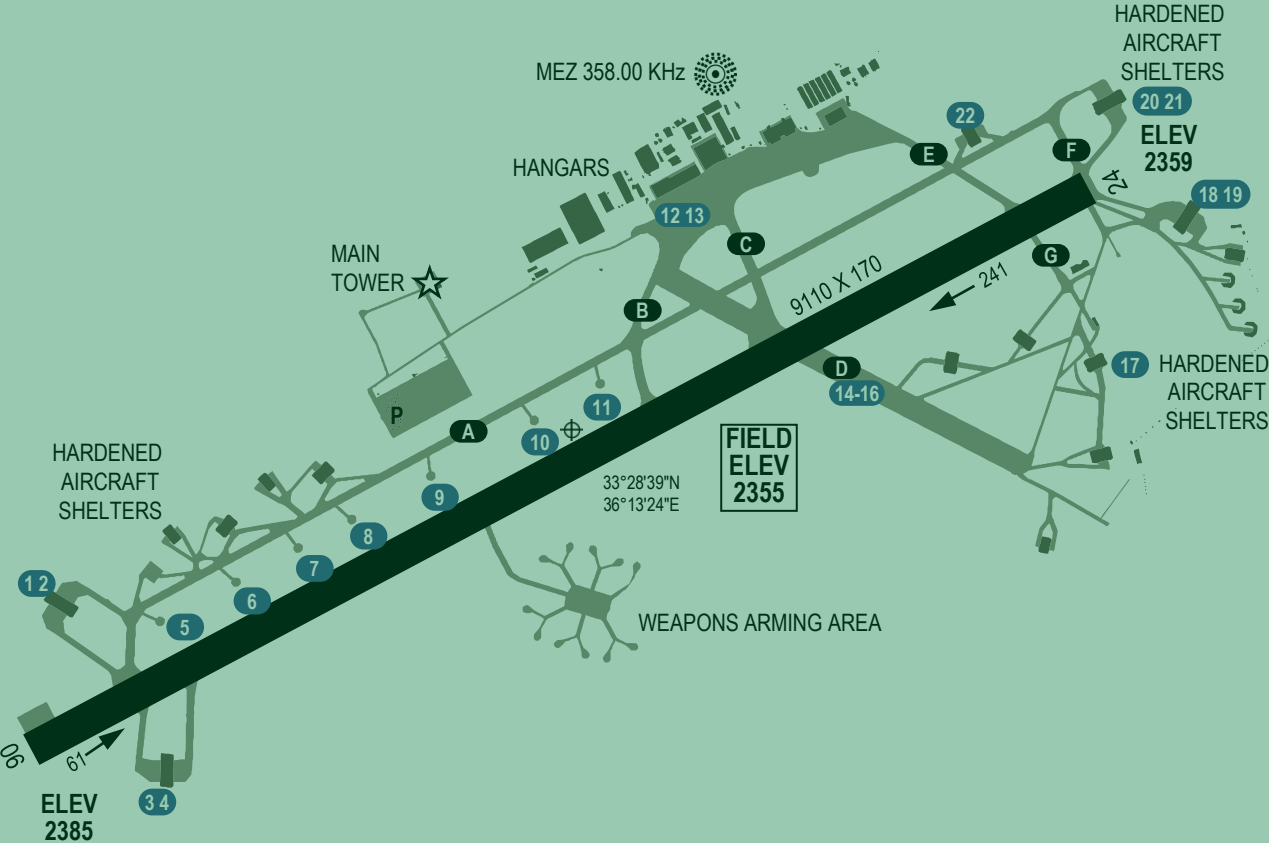 HARDENED
AIRCRAFT
SHELTERS
20 21
ELEV
2359
MEZ 358.00 KHz
22
E
F
24
HANGARS
18 19
12 13
C
G
241
MAIN
TOWER
9110 X 170
B
D
14-16
17
HARDENED
AIRCRAFT
SHELTERS
11
P
A
10
FIELD
ELEV
2355
33°28'39"N
36°13'24"E
HARDENED
AIRCRAFT
SHELTERS
9
8
7
1 2
6
5
WEAPONS ARMING AREA
06
61
3 4
ELEV
2385